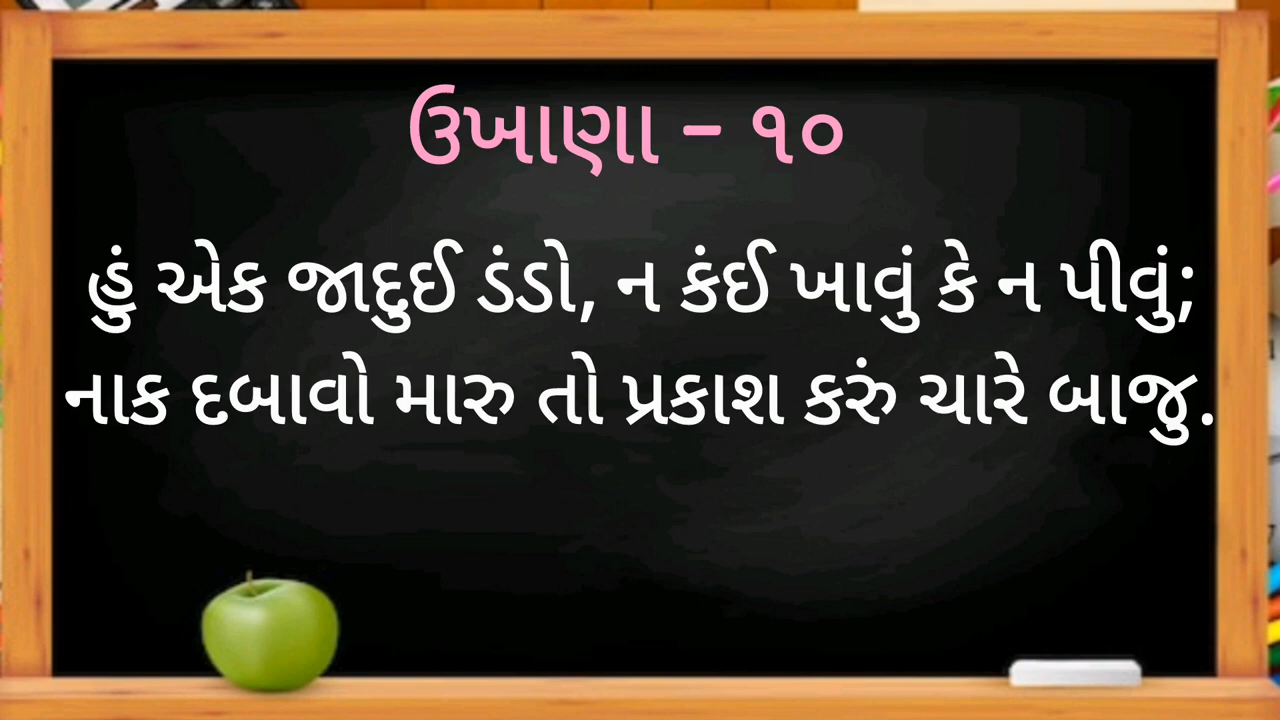 ઉખાણા – ૧૦
હું એક જાદુઈ ડંડો, ન કંઈ ખાવું કે ન પીવું;
નાક દબાવો મારુ તો પ્રકાશ કરું ચારે બાજુ.